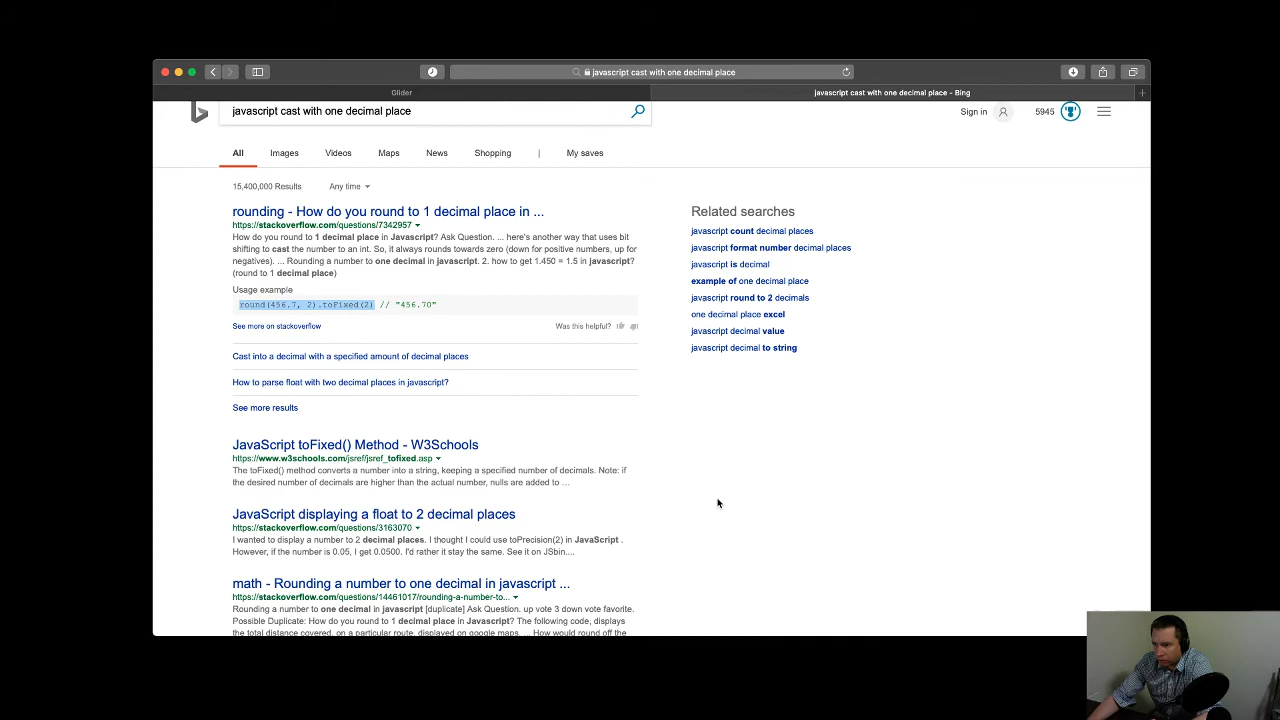 javascript cast with one decimal place
Glider
javascript cast with one decimal place - Bing
javascript cast with one decimal place
Sign in
5945
All
Images
Videos
Maps
News
Shopping
|
My saves
15,400,000 Results
Any time
rounding - How do you round to 1 decimal place in ...
https://stackoverflow.com/questions/7342957
How do you round to 1 decimal place in Javascript? Ask Question. ... here's another way that uses bit
shifting to cast the number to an int. So, it always rounds towards zero (down for positive numbers, up for
negatives). ... Rounding a number to one decimal in javascript. 2. how to get 1.450 = 1.5 in javascript?
(round to 1 decimal place)
Usage example
round(456.7, 2).toFixed(2) // "456.70"
See more on stackoverflow
Was this helpful?
Cast into a decimal with a specified amount of decimal places
How to parse float with two decimal places in javascript?
See more results
JavaScript toFixed() Method - W3Schools
https://www.w3schools.com/jsref/jsref_tofixed.asp
The toFixed() method converts a number into a string, keeping a specified number of decimals. Note: if
the desired number of decimals are higher than the actual number, nulls are added to ...
JavaScript displaying a float to 2 decimal places
https://stackoverflow.com/questions/3163070
I wanted to display a number to 2 decimal places. I thought I could use toPrecision(2) in JavaScript .
However, if the number is 0.05, I get 0.0500. I'd rather it stay the same. See it on JSbin....
math - Rounding a number to one decimal in javascript ...
https://stackoverflow.com/questions/14461017/rounding-a-number-to...
Rounding a number to one decimal in javascript [duplicate] Ask Question. up vote 3 down vote favorite.
Possible Duplicate: How do you round to 1 decimal place in Javascript? The following code, displays
the total distance covered, on a particular route, displayed on google maps. ... How would round off the
Related searches
javascript count decimal places
javascript format number decimal places
javascript is decimal
example of one decimal place
javascript round to 2 decimals
one decimal place excel
javascript decimal value
javascript decimal to string